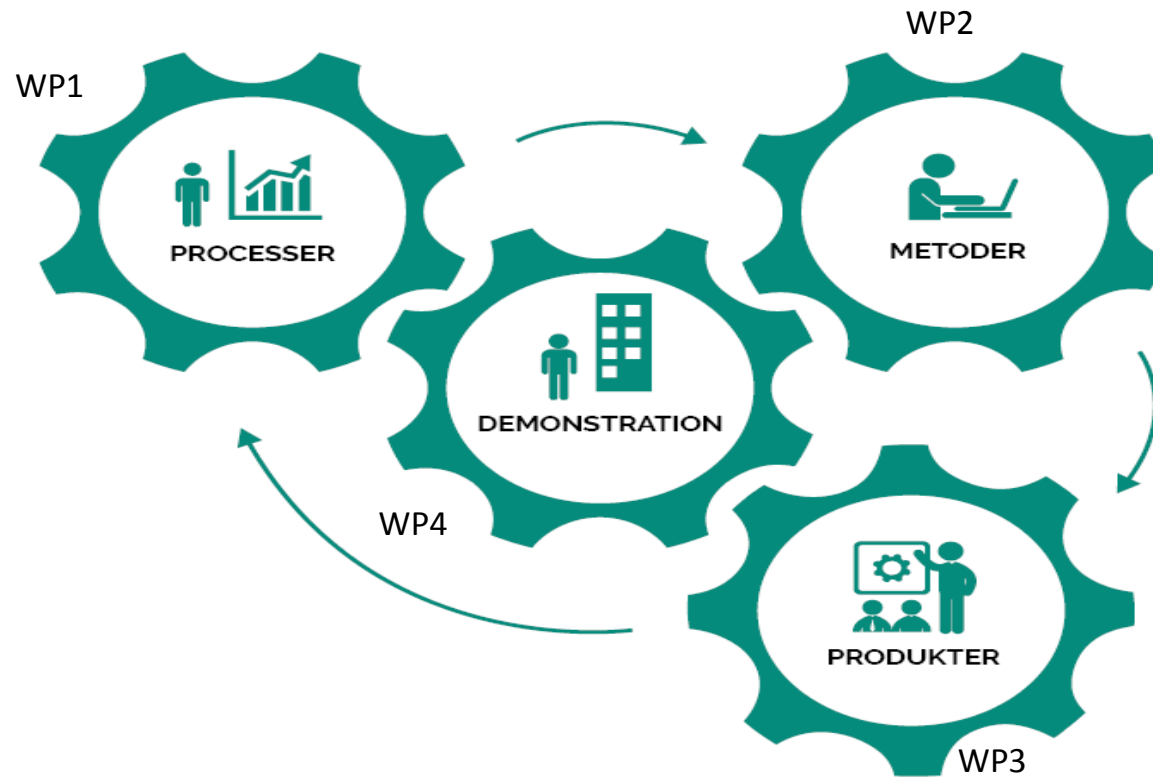 WP1
PROCESSER
WP2
METODER
WP4
DEMONSTRATION
WP3
PRODUKTER